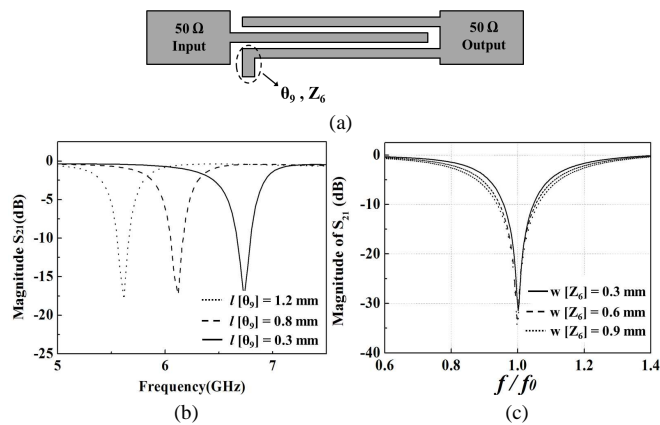 50 Ω
Input
50 Ω
Output
θ9 , Z6
(a)
Magnitude S21(dB)
0
-5
-10
-15
-20
-25
5 6 7
Frequency(GHz)
l [θ9] = 1.2 mm
l [θ9] = 0.8 mm
l [θ9] = 0.3 mm
(b)
Magnitude of S21 (dB)
0
-10
-20
-30
-40
0.6 0.8 1.0 1.2 1.4
f / f0
w [Z6] = 0.3 mm
w [Z6] = 0.6 mm
w [Z6] = 0.9 mm
(c)